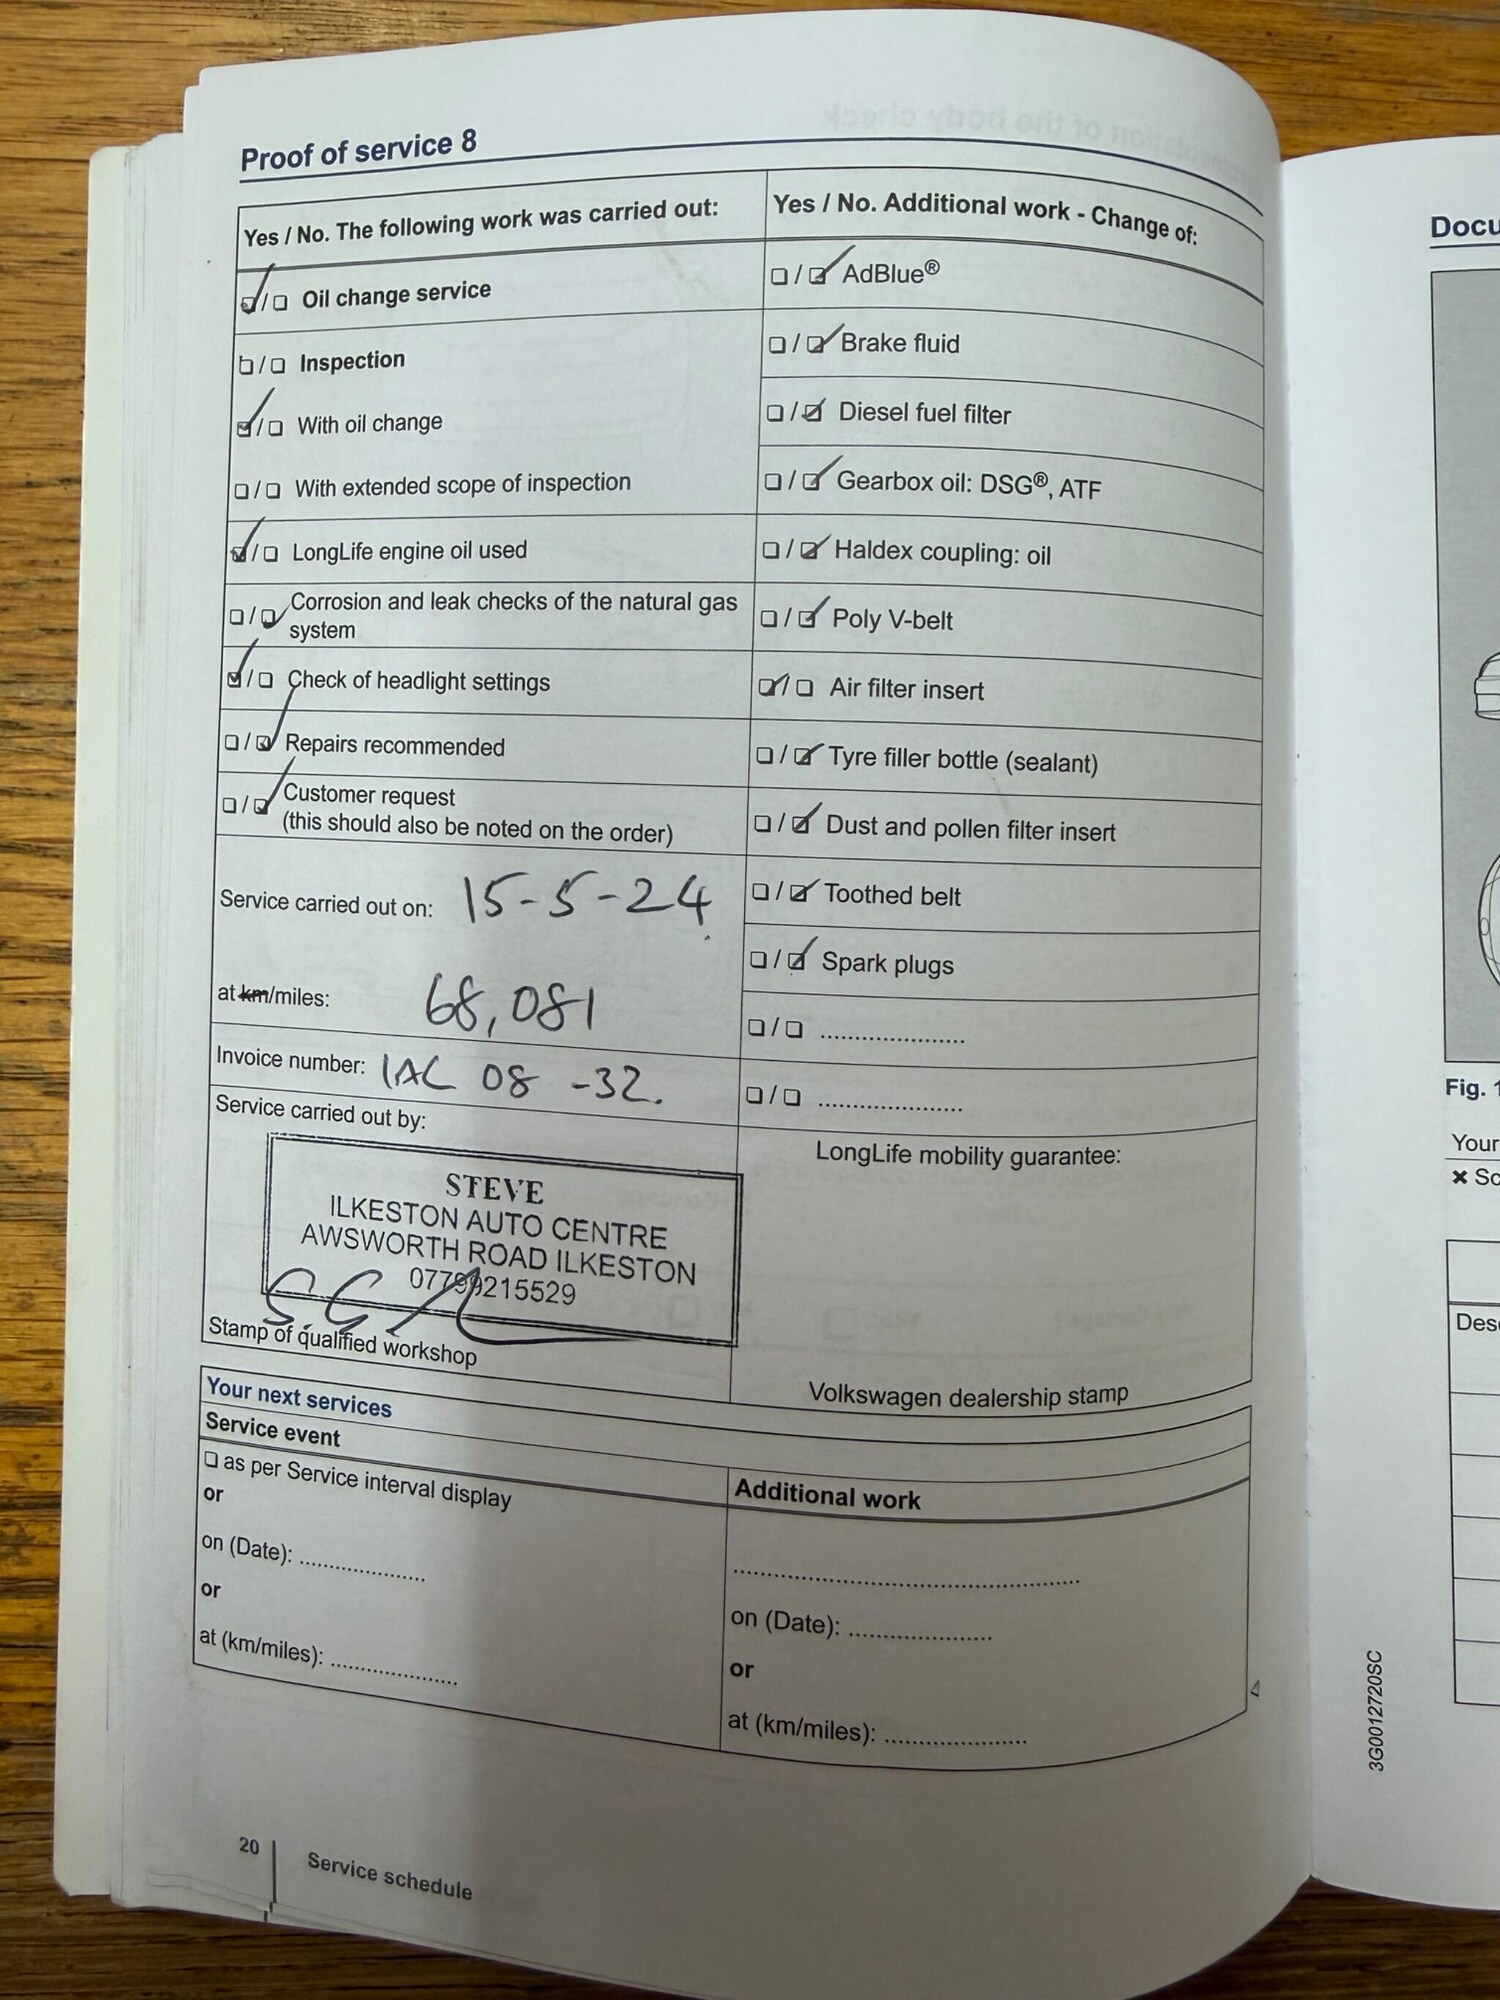 Proof of service 8
Yes / No. The following work was carried out:
☑/☐ Oil change service
☐/☐ Inspection
☑/☐ With oil change
☐/☐ With extended scope of inspection
☑/☐ LongLife engine oil used
☐/☑ Corrosion and leak checks of the natural gas
system
☑/☐ Check of headlight settings
☐/☑ Repairs recommended
☐/☑ Customer request
(this should also be noted on the order)
Service carried out on: 15-5-24
at km/miles: 68,081
Invoice number: IAC 08 -32.
Service carried out by:
STEVE
ILKESTON AUTO CENTRE
AWSWORTH ROAD ILKESTON
07799215529
Stamp of qualified workshop
Yes / No. Additional work - Change of:
☐/☑ AdBlue®
☐/☑ Brake fluid
☐/☑ Diesel fuel filter
☐/☑ Gearbox oil: DSG®, ATF
☐/☑ Haldex coupling: oil
☐/☑ Poly V-belt
☑/☐ Air filter insert
☐/☑ Tyre filler bottle (sealant)
☐/☑ Dust and pollen filter insert
☐/☑ Toothed belt
☐/☑ Spark plugs
☐/☐ ......................
☐/☐ ......................
LongLife mobility guarantee:
Volkswagen dealership stamp
Your next services
Service event
☐ as per Service interval display
or
on (Date): ...................
or
at (km/miles): ...................
Additional work
....................................................
on (Date): .....................
or
at (km/miles): .....................
20
Service schedule
Docu
Fig. 1
Your
✖ Sc
Des
3G0012720SC